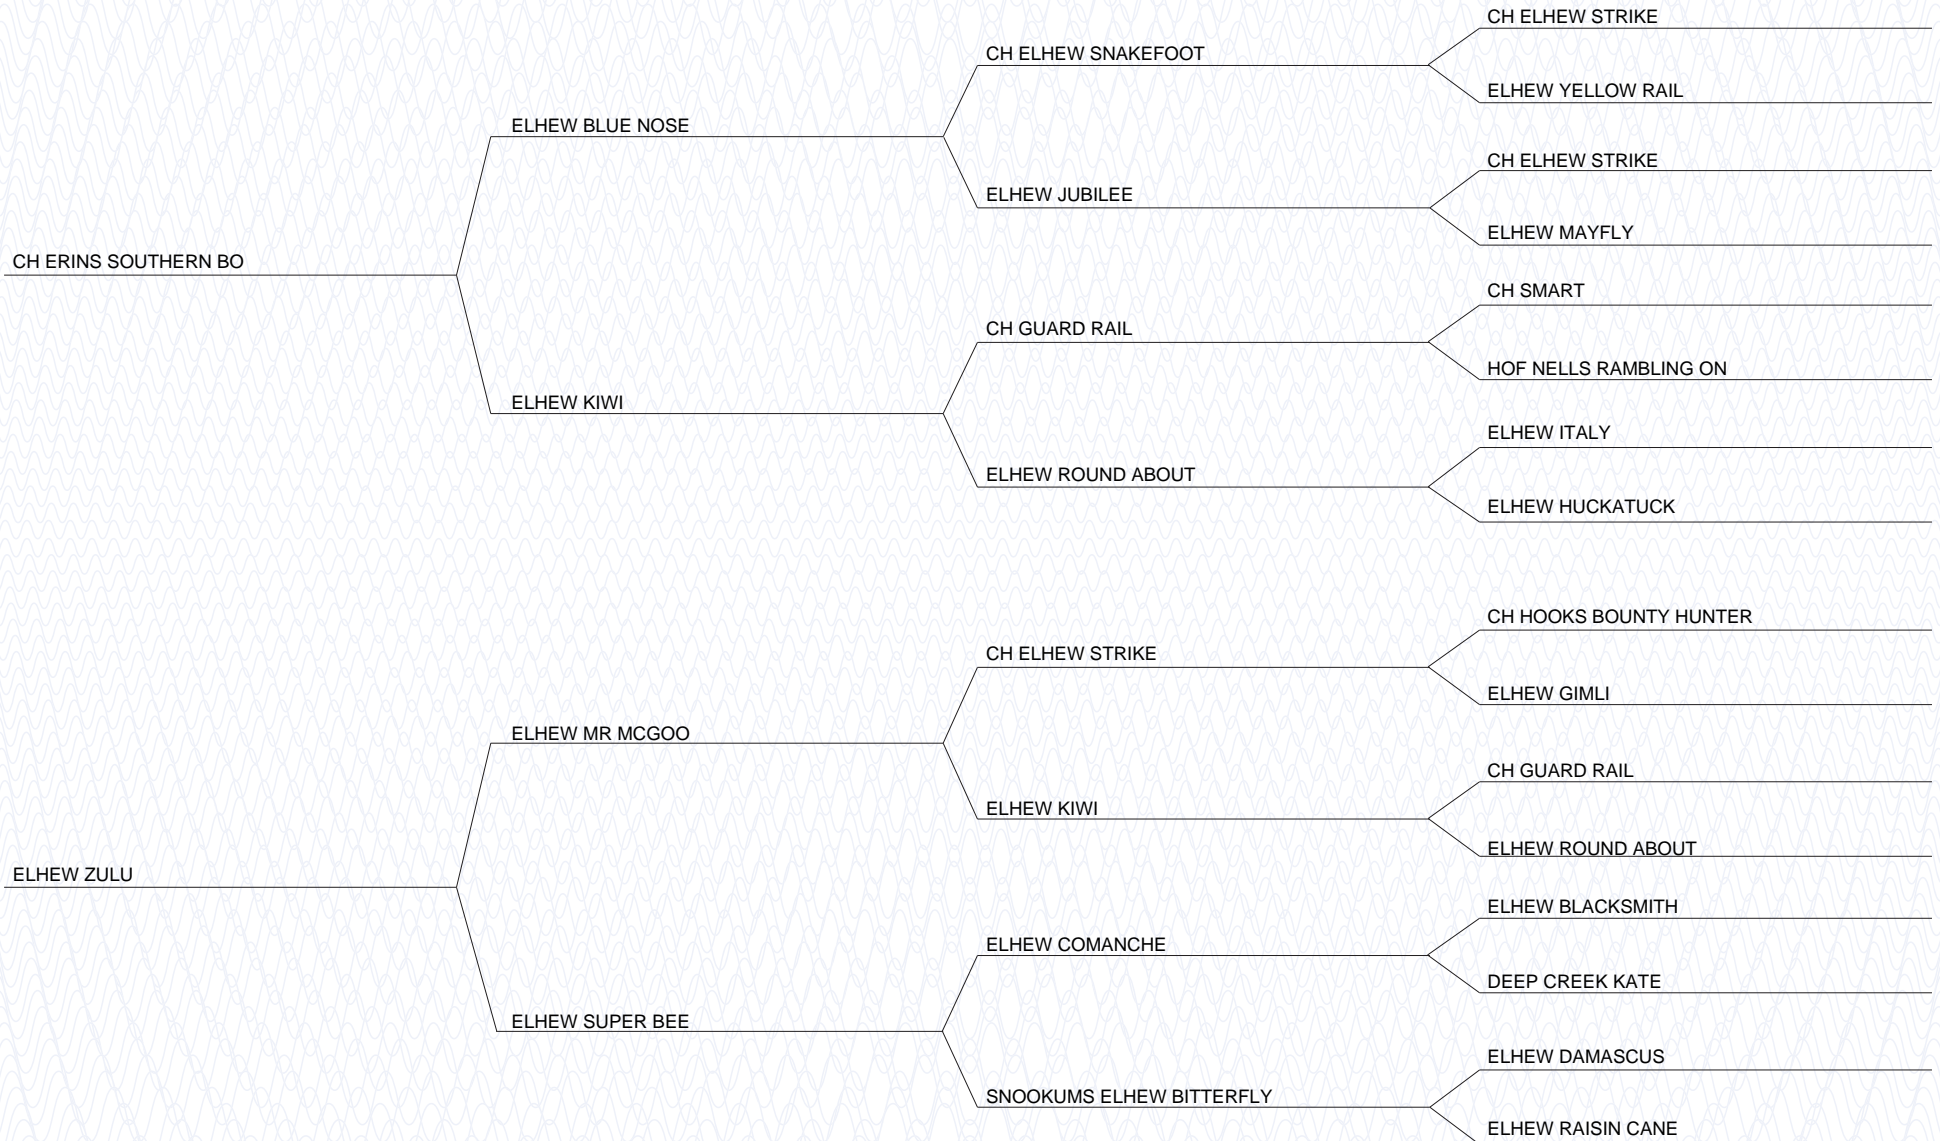 CH ELHEW STRIKE
CH ELHEW SNAKEFOOT
ELHEW YELLOW RAIL
ELHEW BLUE NOSE
CH ELHEW STRIKE
ELHEW JUBILEE
ELHEW MAYFLY
CH ERINS SOUTHERN BO
CH SMART
CH GUARD RAIL
HOF NELLS RAMBLING ON
ELHEW KIWI
ELHEW ITALY
ELHEW ROUND ABOUT
ELHEW HUCKATUCK
CH HOOKS BOUNTY HUNTER
CH ELHEW STRIKE
ELHEW GIMLI
ELHEW MR MCGOO
CH GUARD RAIL
ELHEW KIWI
ELHEW ROUND ABOUT
ELHEW ZULU
ELHEW BLACKSMITH
ELHEW COMANCHE
DEEP CREEK KATE
ELHEW SUPER BEE
ELHEW DAMASCUS
SNOOKUMS ELHEW BITTERFLY
ELHEW RAISIN CANE